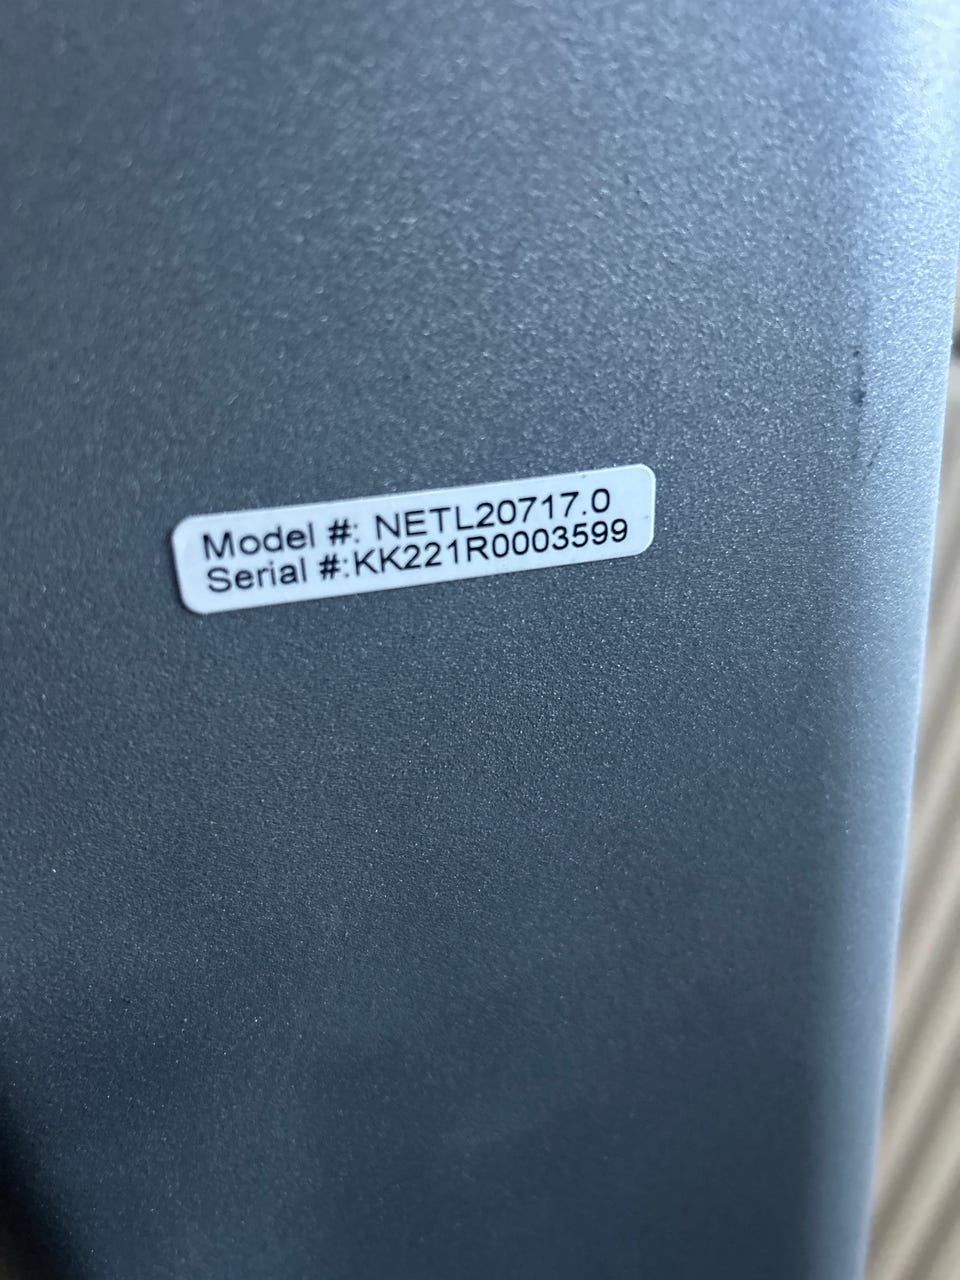 Model #: NETL20717.0
Serial #:KK221R0003599